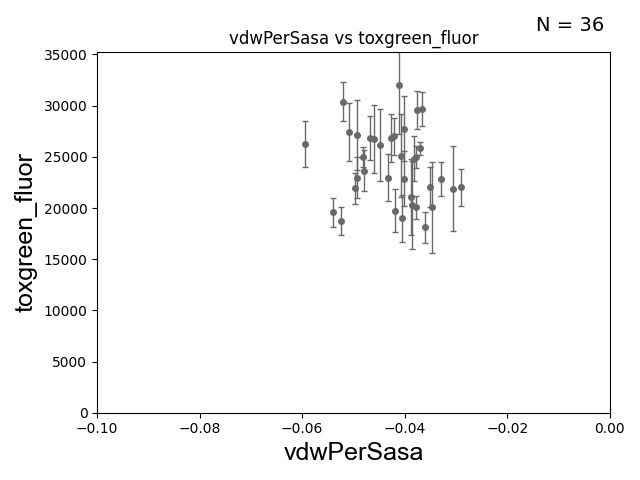 N = 36
vdwPerSasa vs toxgreen_fluor
35000
30000
25000
20000
15000
10000
5000
0
toxgreen_fluor
−0.10 −0.08 −0.06 −0.04 −0.02 0.00
vdwPerSasa